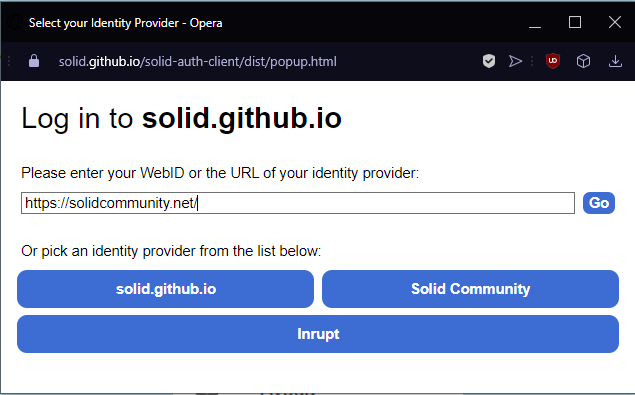 Select your Identity Provider - Opera
solid.github.io/solid-auth-client/dist/popup.html
Log in to solid.github.io
Please enter your WebID or the URL of your identity provider:
https://solidcommunity.net/
Go
Or pick an identity provider from the list below:
solid.github.io
Solid Community
Inrupt